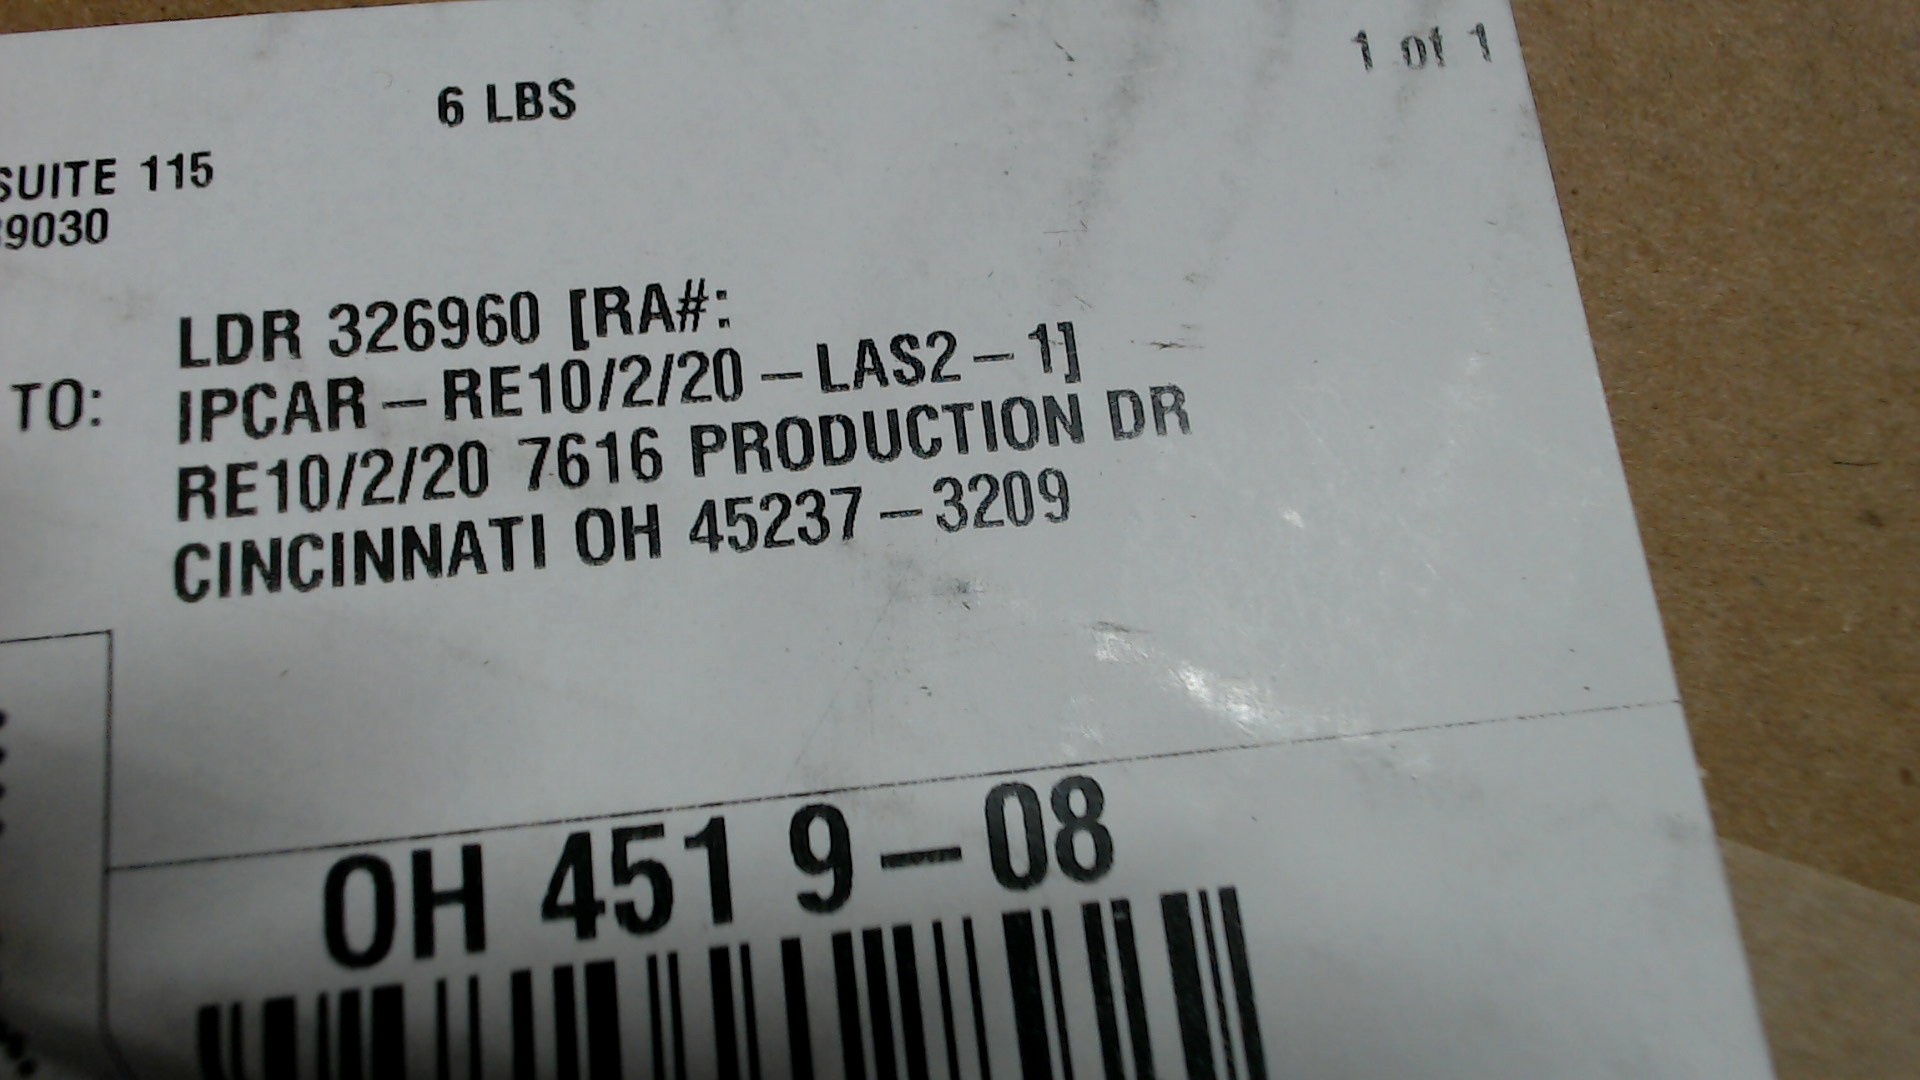 1 of 1
6 LBS
SUITE 115
9030
LDR 326960 [RA#:
TO: IPCAR-RE10/2/20-LAS2-1]
RE10/2/20 7616 PRODUCTION DR
CINCINNATI OH 45237-3209
OH 451 9-08